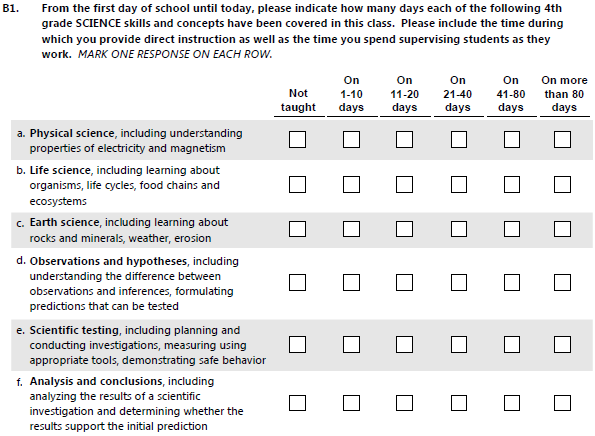 B1. From the first day of school until today, please indicate how many days each of the following 4th
grade SCIENCE skills and concepts have been covered in this class. Please include the time during
which you provide direct instruction as well as the time you spend supervising students as they
work. MARK ONE RESPONSE ON EACH ROW.
Not taught
On 1-10 days
On 11-20 days
On 21-40 days
On 41-80 days
On more than 80 days
a. Physical science, including understanding
properties of electricity and magnetism
b. Life science, including learning about
organisms, life cycles, food chains and
ecosystems
c. Earth science, including learning about
rocks and minerals, weather, erosion
d. Observations and hypotheses, including
understanding the difference between
observations and inferences, formulating
predictions that can be tested
e. Scientific testing, including planning and
conducting investigations, measuring using
appropriate tools, demonstrating safe behavior
f. Analysis and conclusions, including
analyzing the results of a scientific
investigation and determining whether the
results support the initial prediction